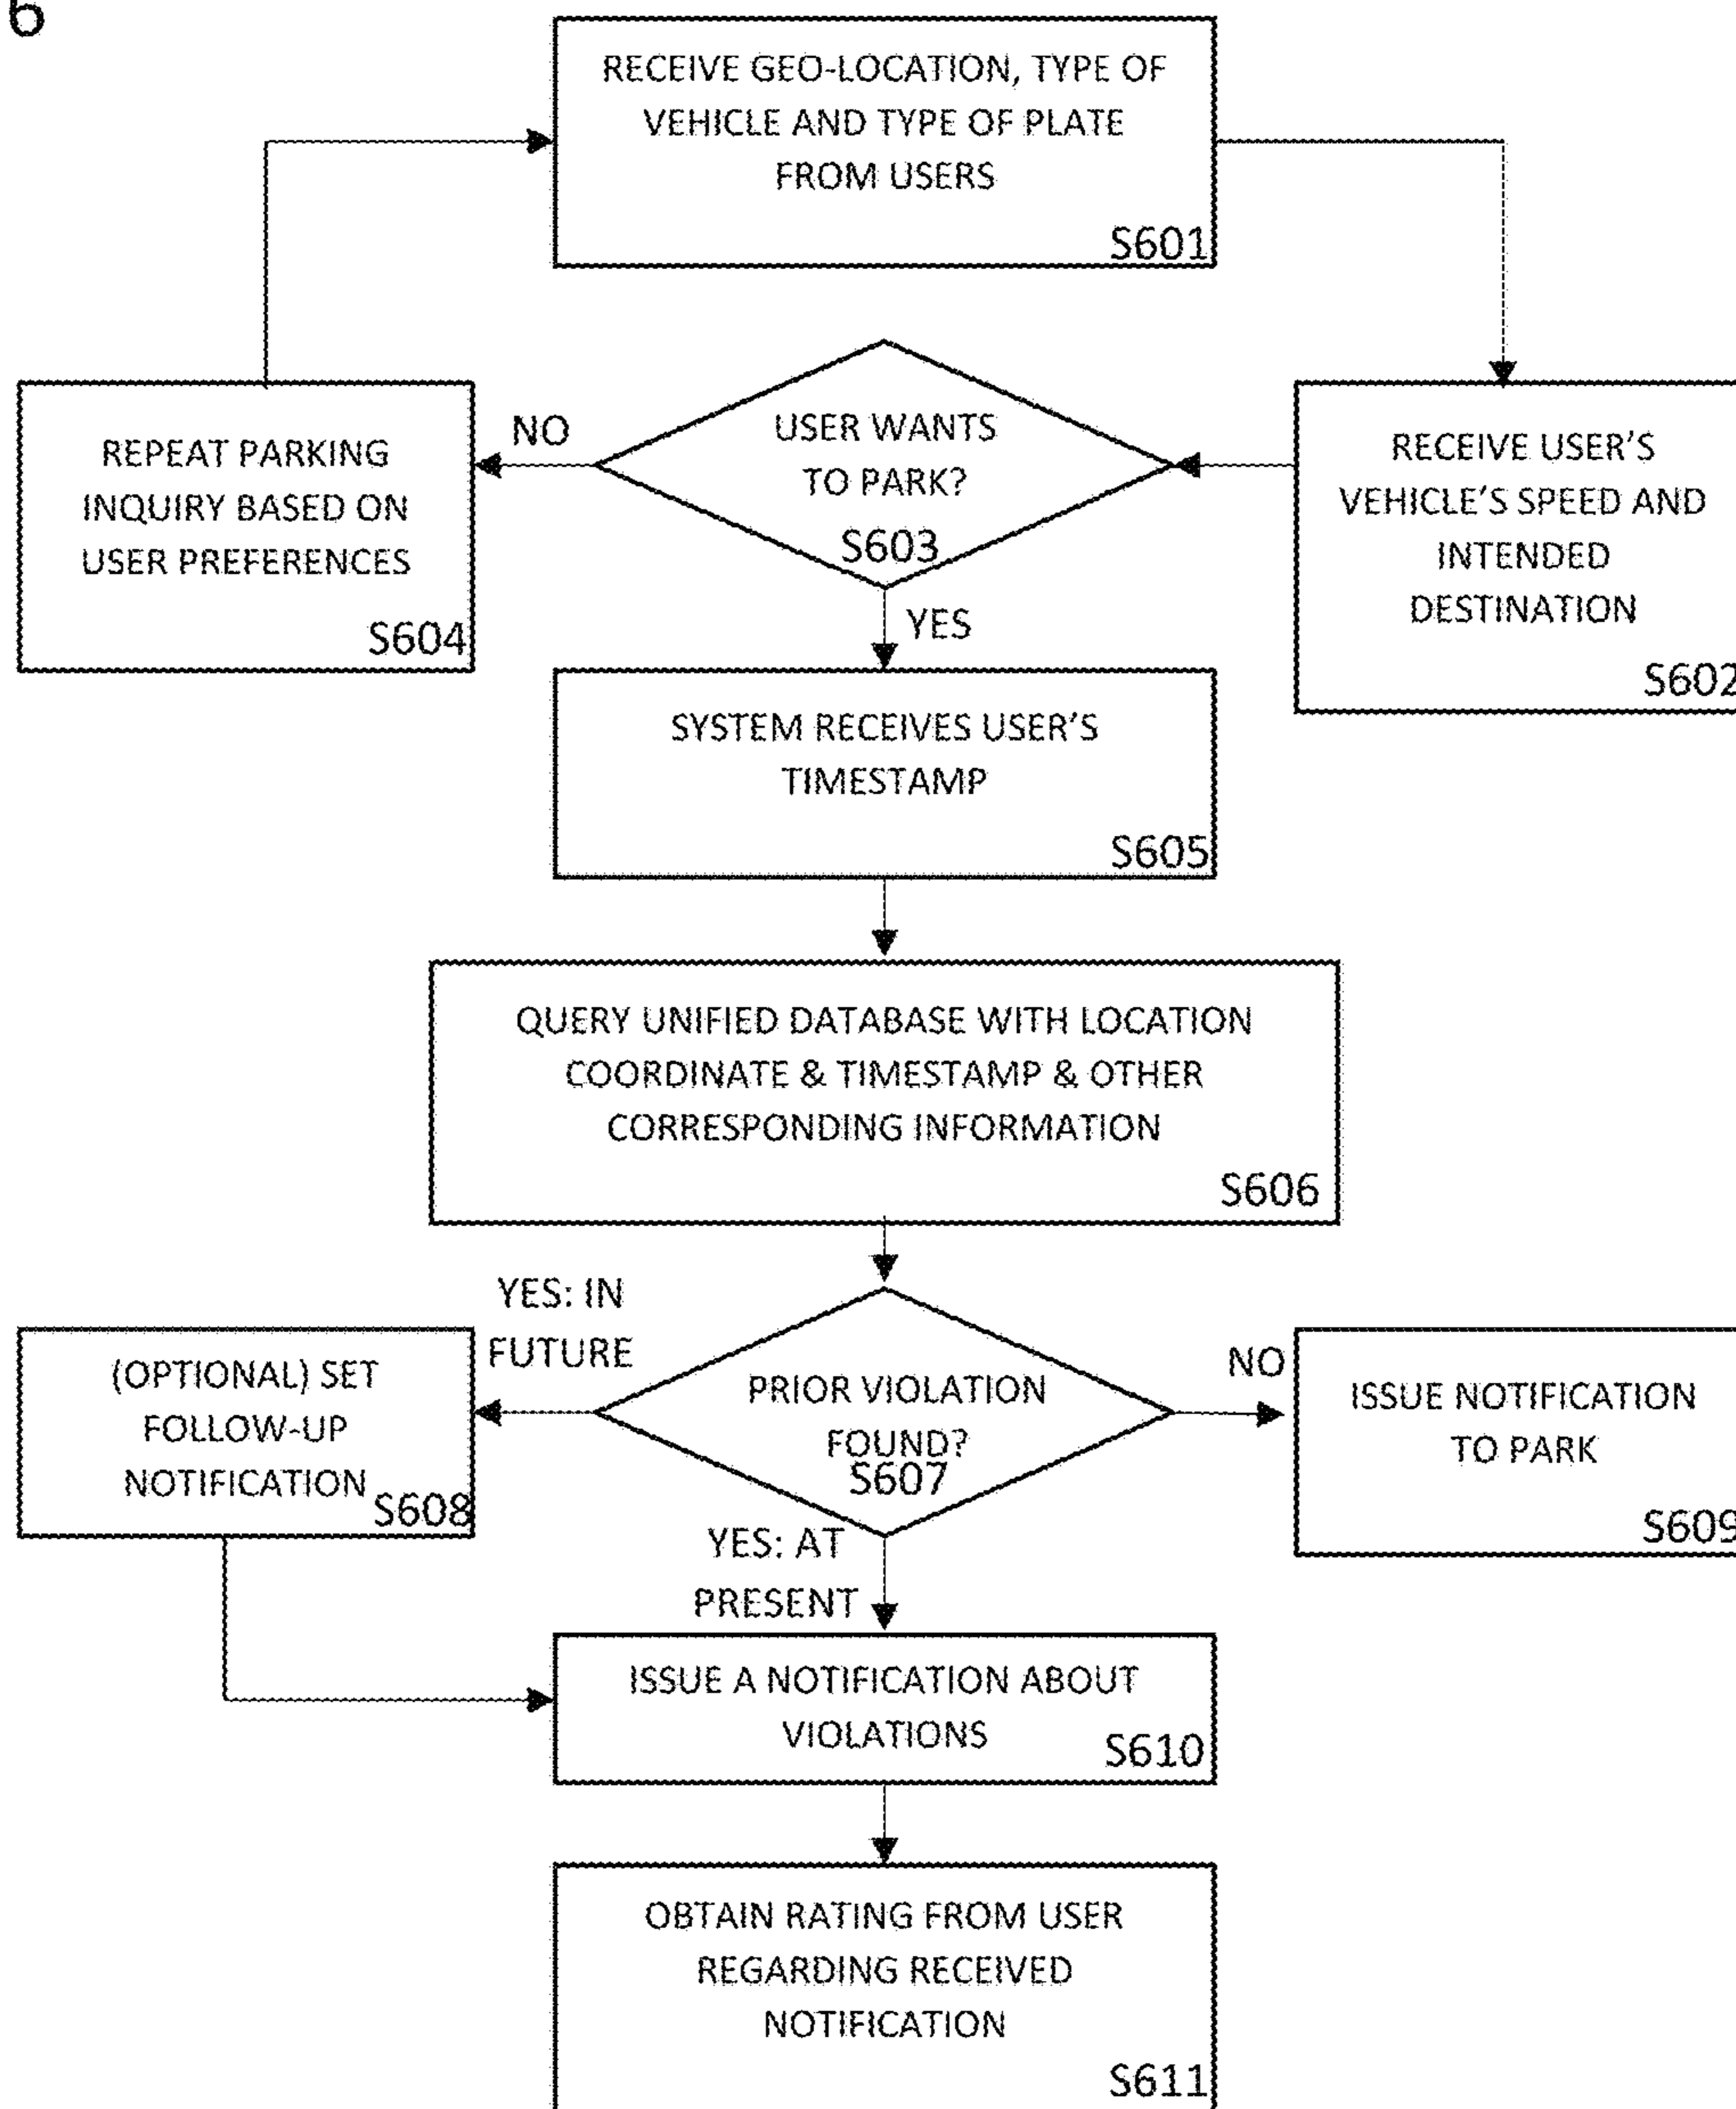 6
RECEIVE GEO-LOCATION, TYPE OF
VEHICLE AND TYPE OF PLATE
FROM USERS
S601
REPEAT PARKING
INQUIRY BASED ON
USER PREFERENCES
S604
NO
USER WANTS
TO PARK?
S603
YES
RECEIVE USER'S
VEHICLE'S SPEED AND
INTENDED
DESTINATION
S602
SYSTEM RECEIVES USER'S
TIMESTAMP
S605
QUERY UNIFIED DATABASE WITH LOCATION
COORDINATE & TIMESTAMP & OTHER
CORRESPONDING INFORMATION
S606
YES: IN
FUTURE
(OPTIONAL) SET
FOLLOW-UP
NOTIFICATION
S608
PRIOR VIOLATION
FOUND?
S607
NO
ISSUE NOTIFICATION
TO PARK
S609
YES: AT
PRESENT
ISSUE A NOTIFICATION ABOUT
VIOLATIONS
S610
OBTAIN RATING FROM USER
REGARDING RECEIVED
NOTIFICATION
S611